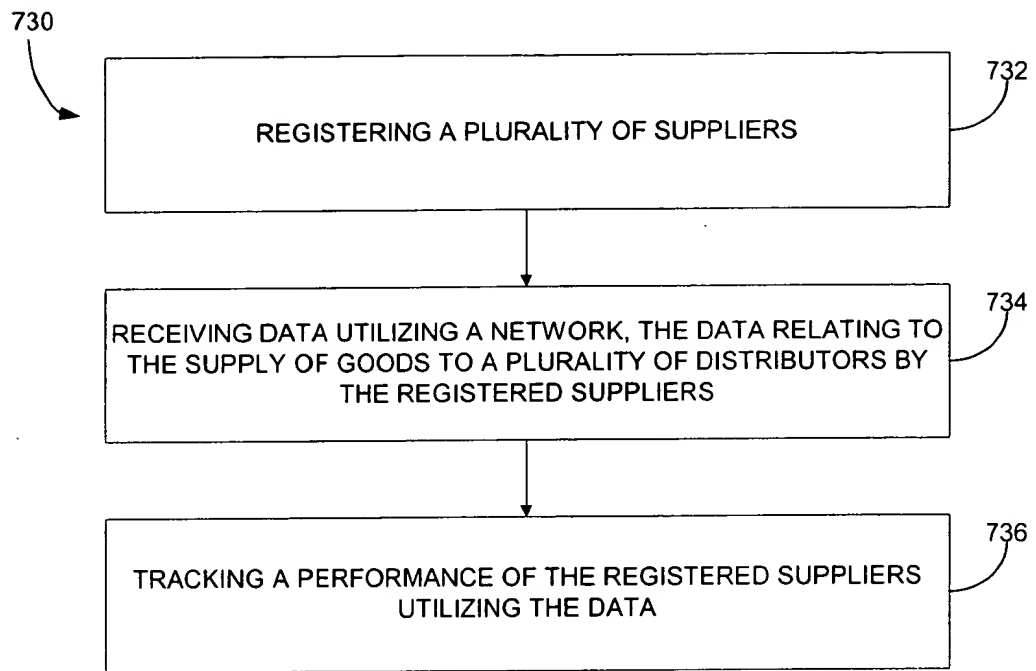 730
732
REGISTERING A PLURALITY OF SUPPLIERS
734
RECEIVING DATA UTILIZING A NETWORK, THE DATA RELATING TO
THE SUPPLY OF GOODS TO A PLURALITY OF DISTRIBUTORS BY
THE REGISTERED SUPPLIERS
736
TRACKING A PERFORMANCE OF THE REGISTERED SUPPLIERS
UTILIZING THE DATA